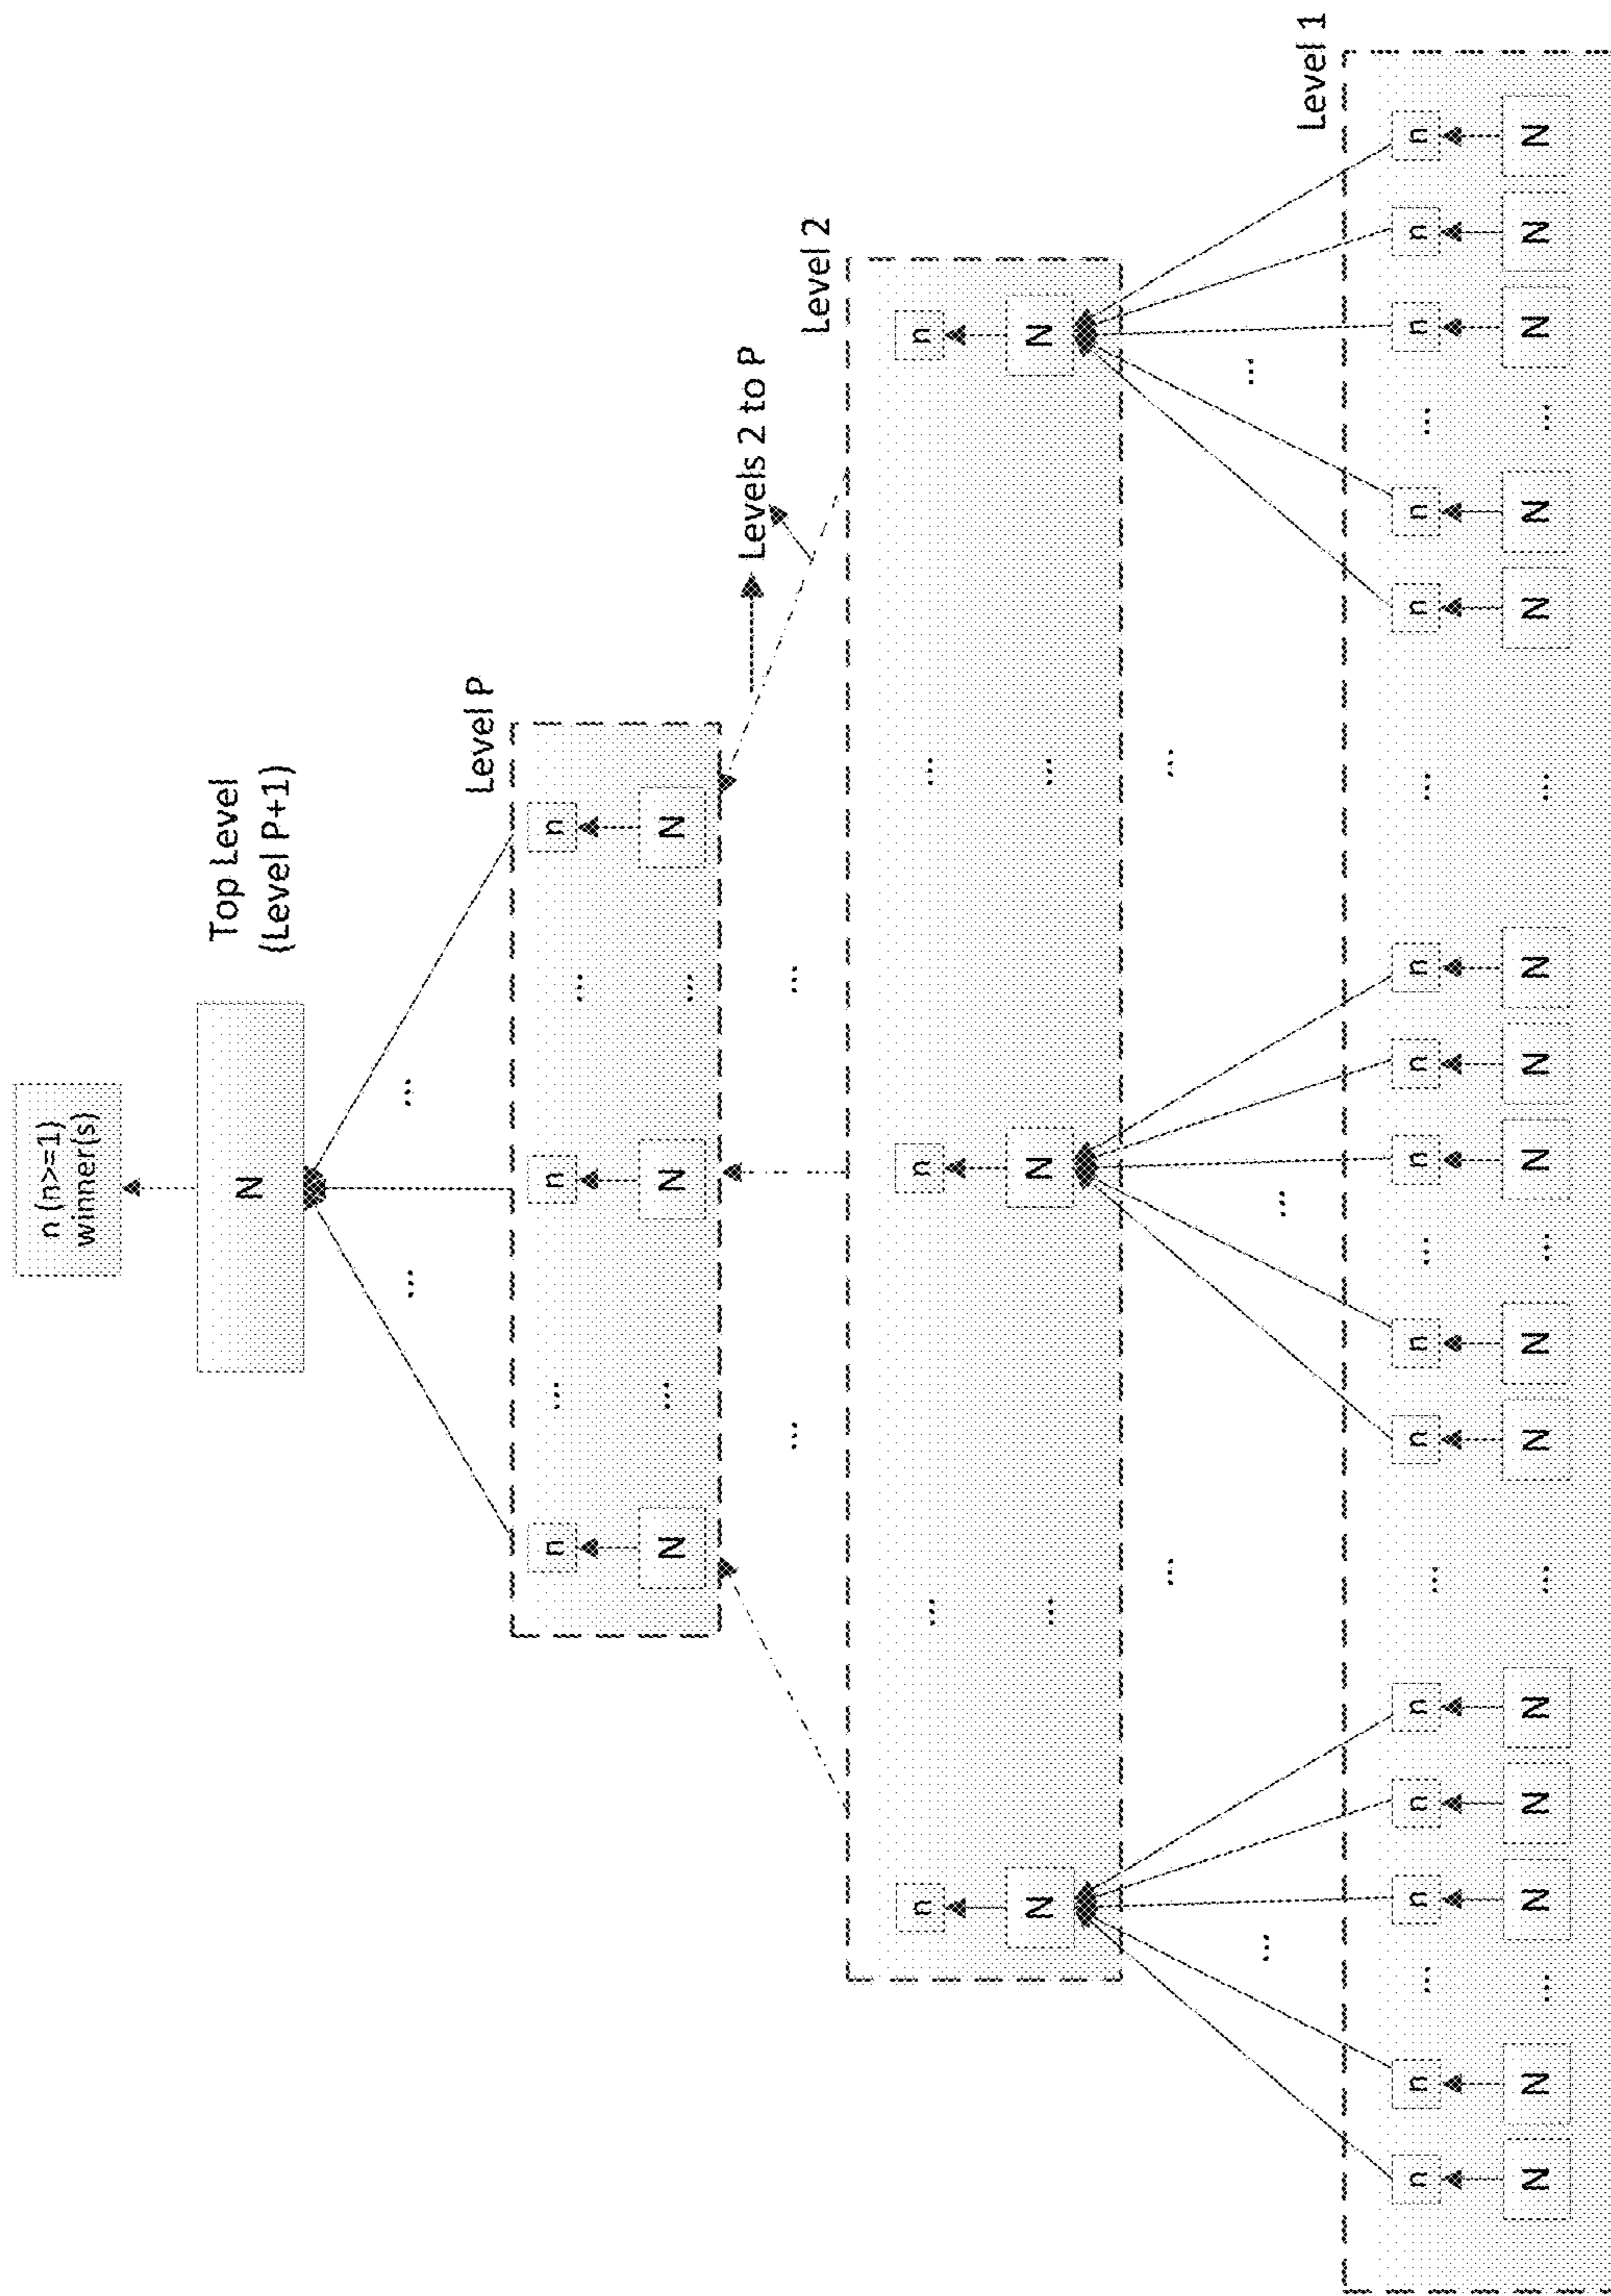 n (n>=1)
winner(s)
Top Level
(Level P+1)
N
... ...
Level P
n ... n ... n
N ... N ... N
Levels 2 to P
... ...
Level 2
n ... n ... n
N ... N ... N
... ...
... ... ...
Level 1
n n ... n n n ... n n ... n n n ... n n ... n n n
N N ... N N N ... N N ... N N N ... N N ... N N N